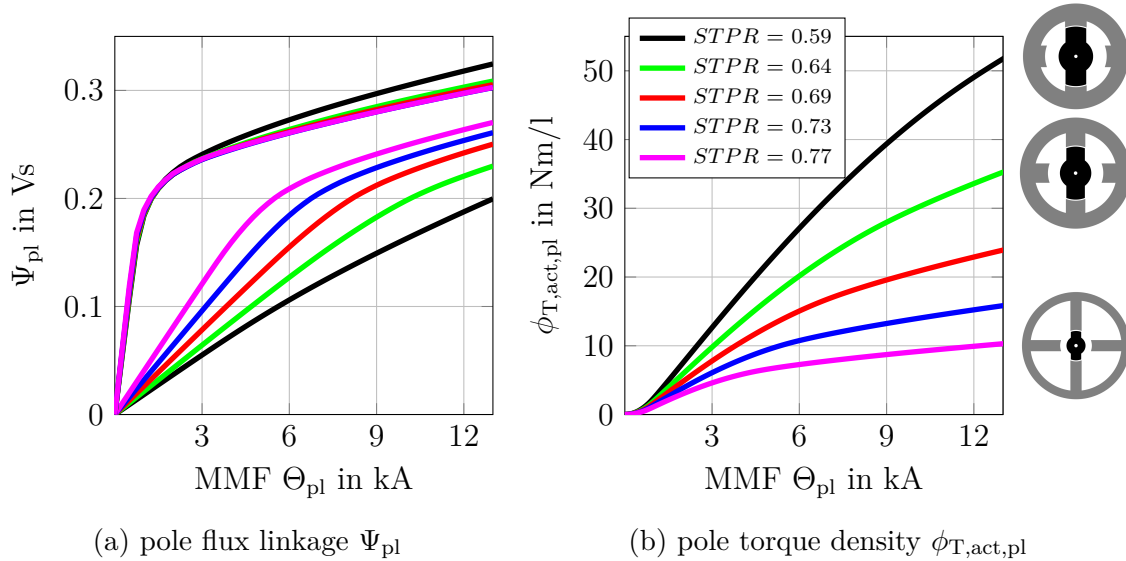 STPR = 0.59
STPR = 0.64
STPR = 0.69
STPR = 0.73
STPR = 0.77
Ψpl in Vs
0.3
0.2
0.1
0
3 6 9 12
MMF Θpl in kA
(a) pole flux linkage Ψpl
ϕT,act,pl in Nm/l
50
40
30
20
10
0
3 6 9 12
MMF Θpl in kA
(b) pole torque density ϕT,act,pl